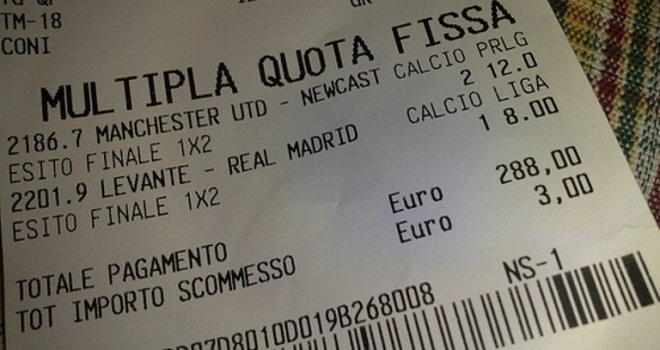 TM-18
CONI
MULTIPLA QUOTA FISSA
2186.7 MANCHESTER UTD - NEWCAST CALCIO PRLG
ESITO FINALE 1X2 2 12.0
2201.9 LEVANTE - REAL MADRID CALCIO LIGA
ESITO FINALE 1X2 1 8.00
TOTALE PAGAMENTO Euro 288,00
TOT IMPORTO SCOMMESSO Euro 3,00
NS-1